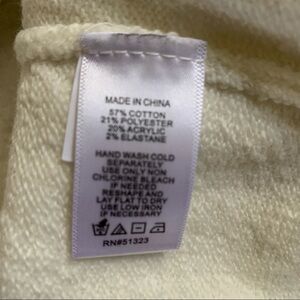 MADE IN CHINA
57% COTTON
21% POLYESTER
20% ACRYLIC
2% ELASTANE
HAND WASH COLD
SEPARATELY
USE ONLY NON
CHLORINE BLEACH
IF NEEDED
RESHAPE AND
LAY FLAT TO DRY
USE LOW IRON
IF NECESSARY
RN#51323